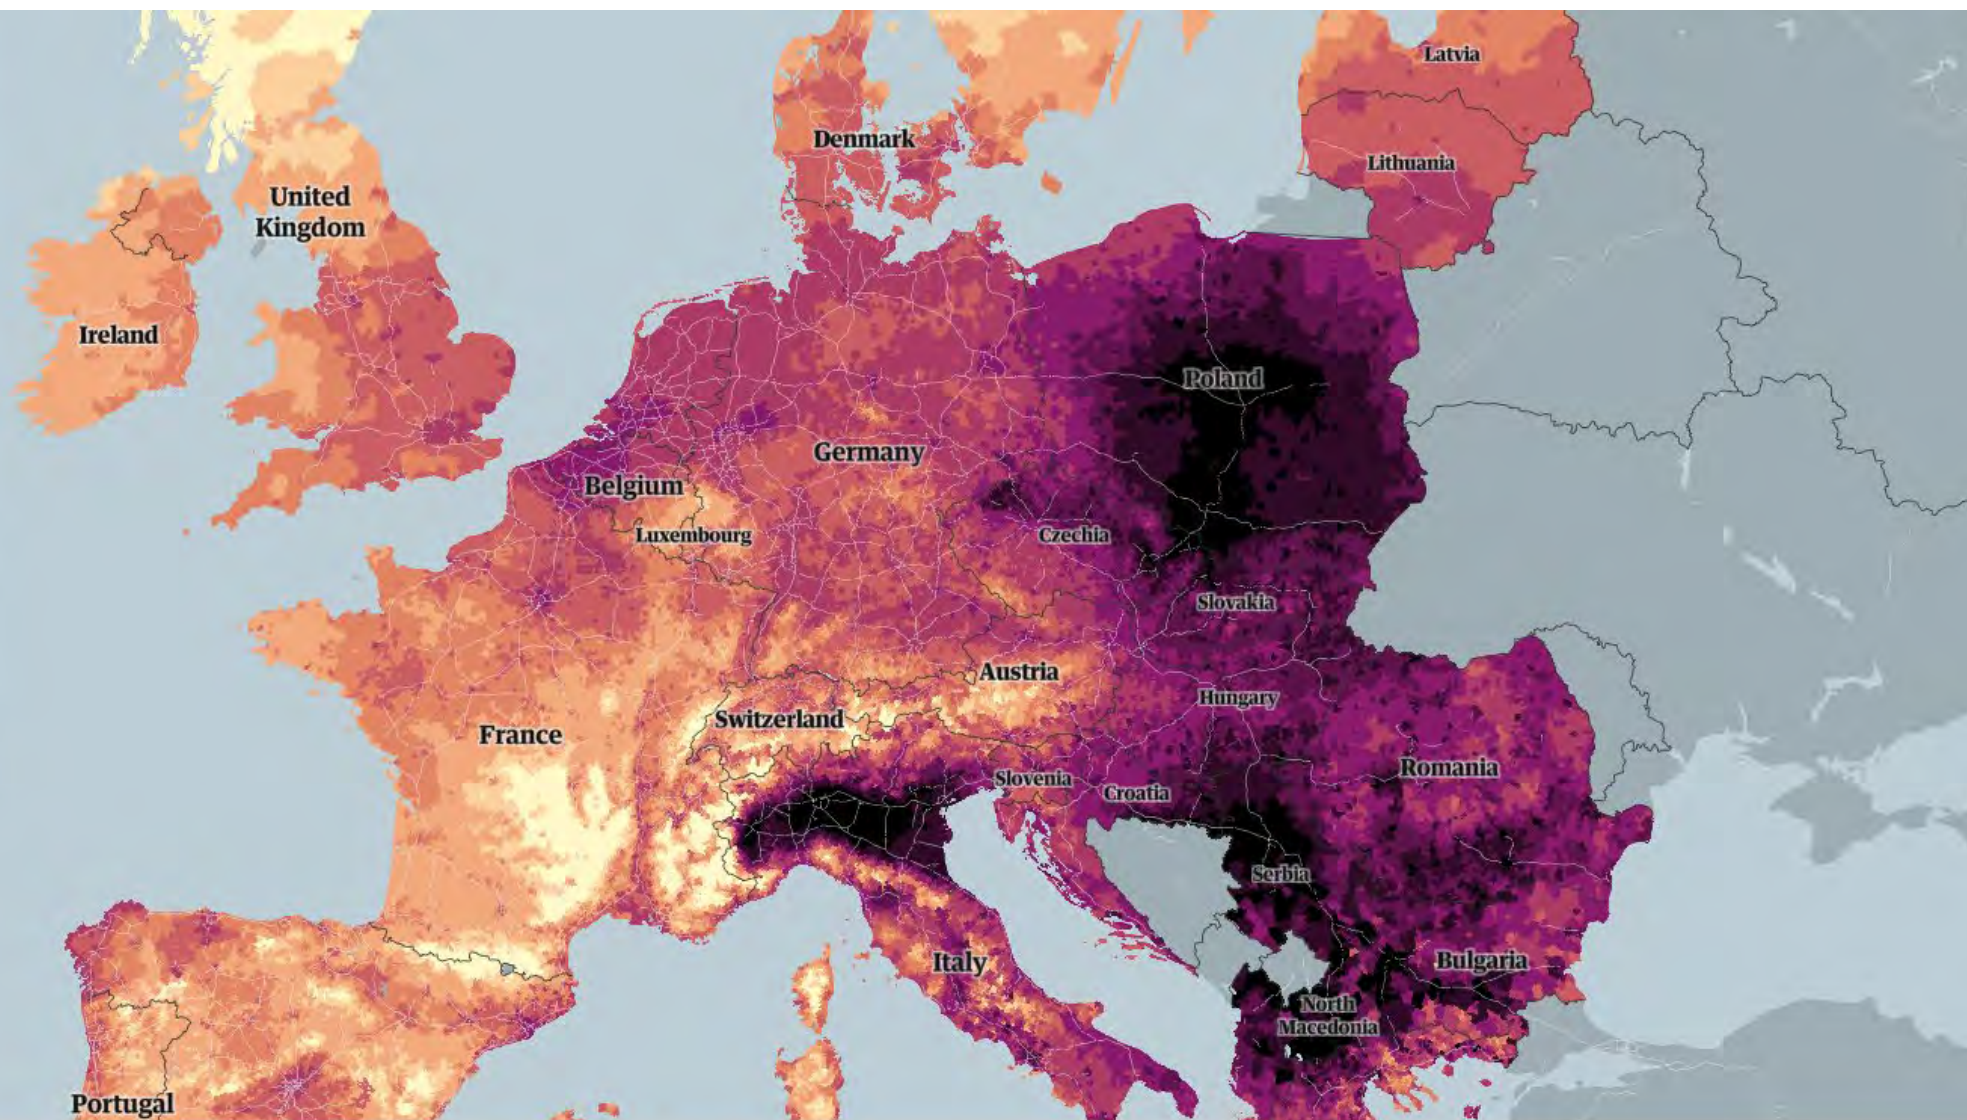 Latvia
Denmark
Lithuania
United
Kingdom
Ireland
Poland
Germany
Belgium
Luxembourg
Czechia
Slovakia
Austria
Hungary
Switzerland
France
Romania
Slovenia
Croatia
Serbia
Italy
Bulgaria
North
Macedonia
Portugal